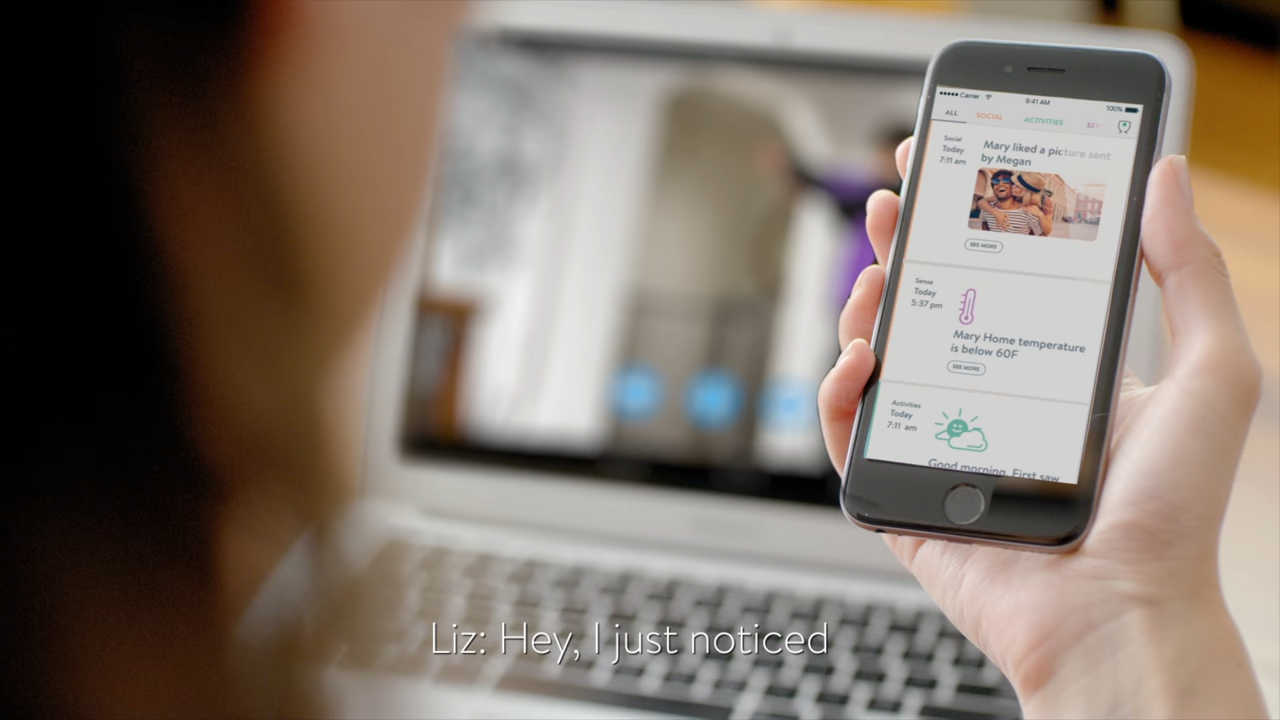 ●●●●● Carrier 9:41 AM 100%
ALL SOCIAL ACTIVITIES
Social
Today
7:11 am
Mary liked a picture sent
by Megan
SEE MORE
Sense
Today
5:37 pm
Mary Home temperature
is below 60F
SEE MORE
Activities
Today
7:11 am
Good morning. First saw
Liz: Hey, I just noticed